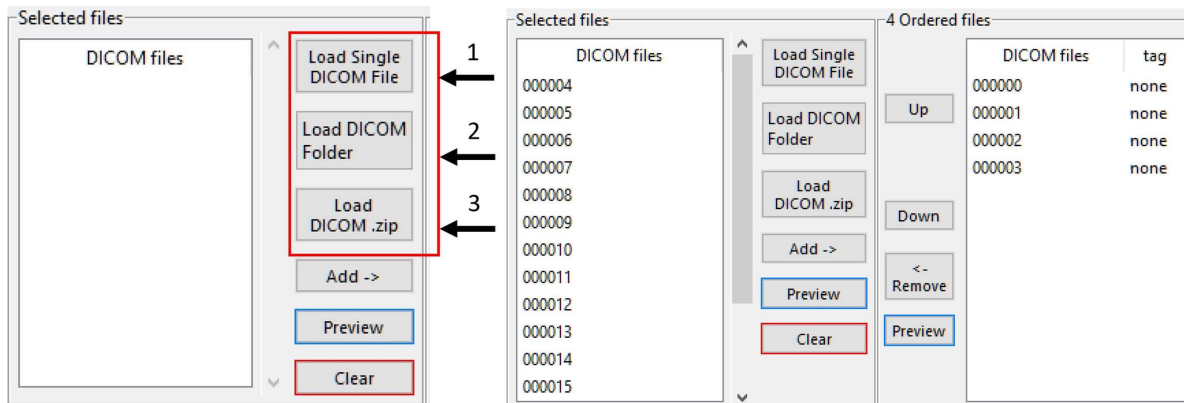 Selected files
DICOM files
Load Single
DICOM File
Load DICOM
Folder
Load
DICOM .zip
Add ->
Preview
Clear
1
2
3
Selected files
DICOM files
000004
000005
000006
000007
000008
000009
000010
000011
000012
000013
000014
000015
Load Single
DICOM File
Load DICOM
Folder
Load
DICOM .zip
Add ->
Preview
Clear
4 Ordered files
Up
Down
<-
Remove
Preview
DICOM files tag
000000 none
000001 none
000002 none
000003 none